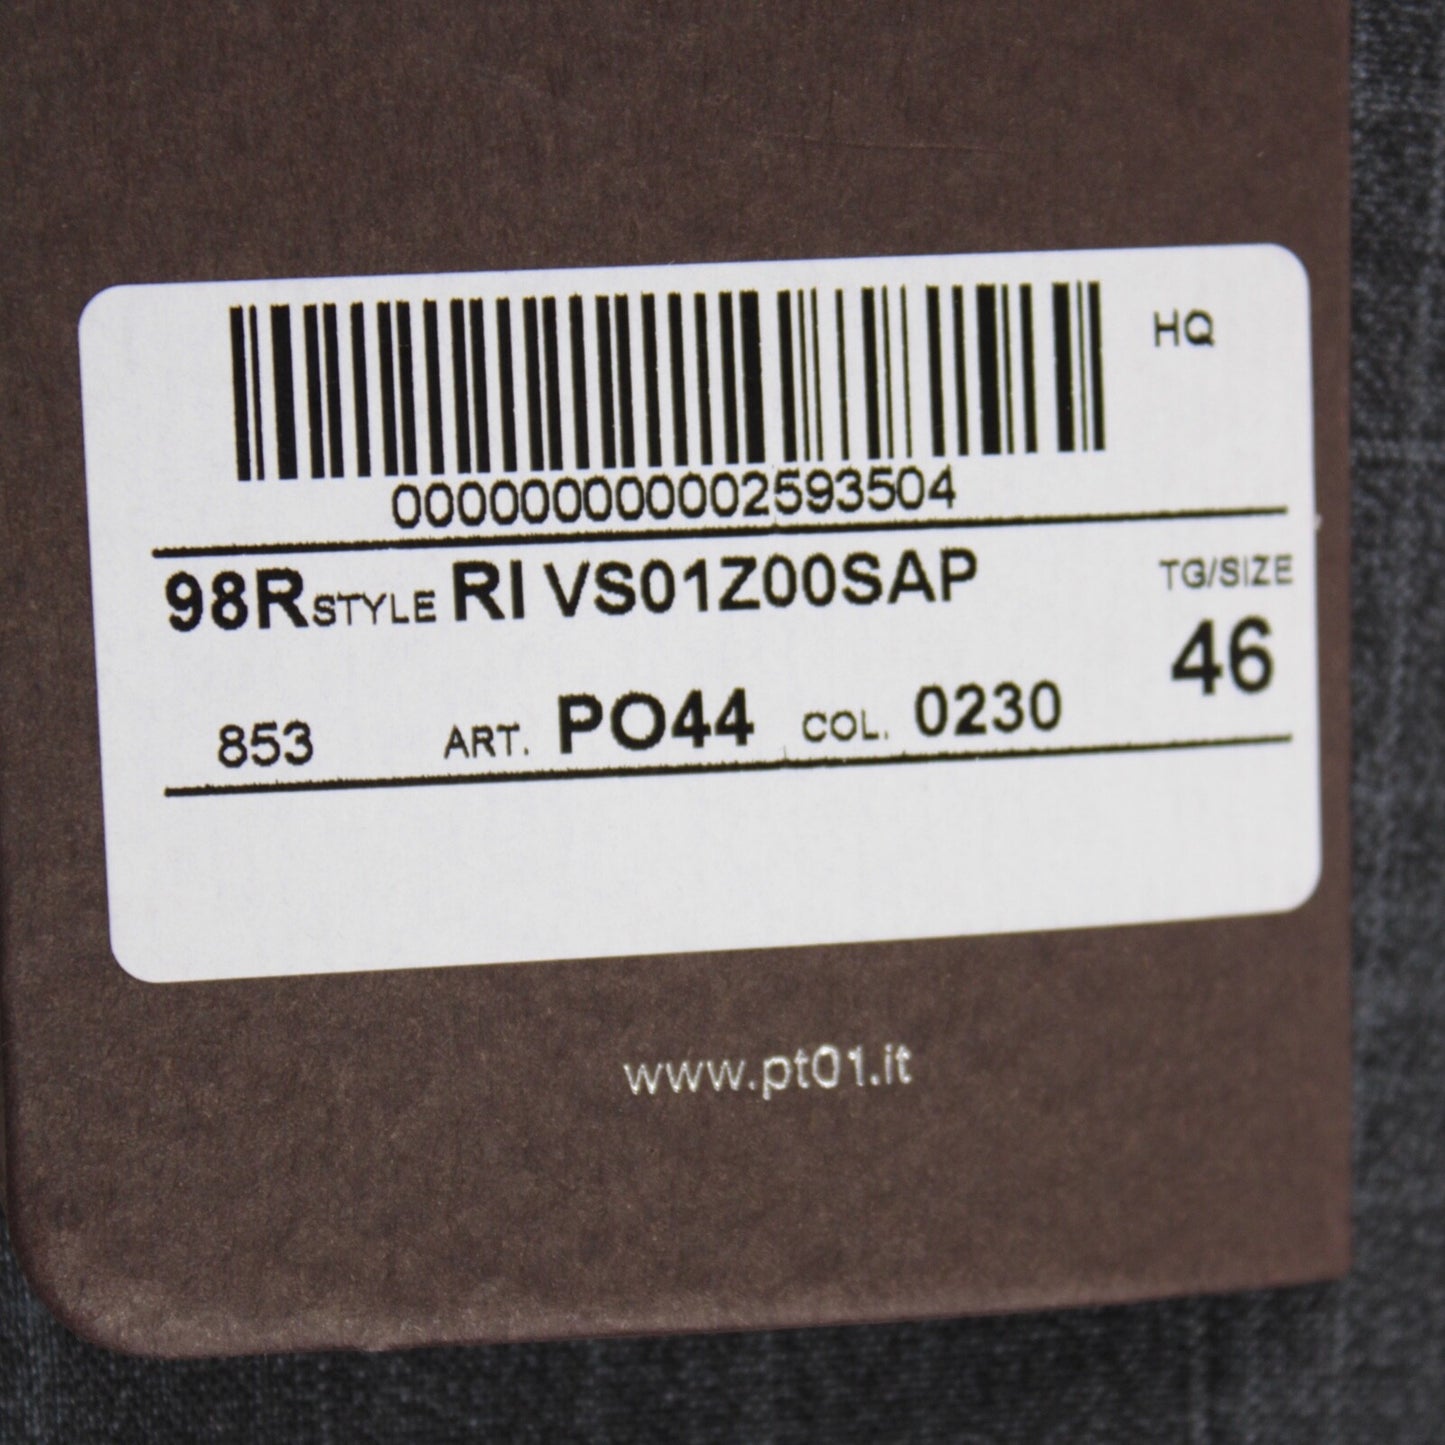 HQ
0000000000002593504
98R STYLE RI VS01Z00SAP
TG/SIZE
46
853 ART. PO44 COL. 0230
www.pt01.it